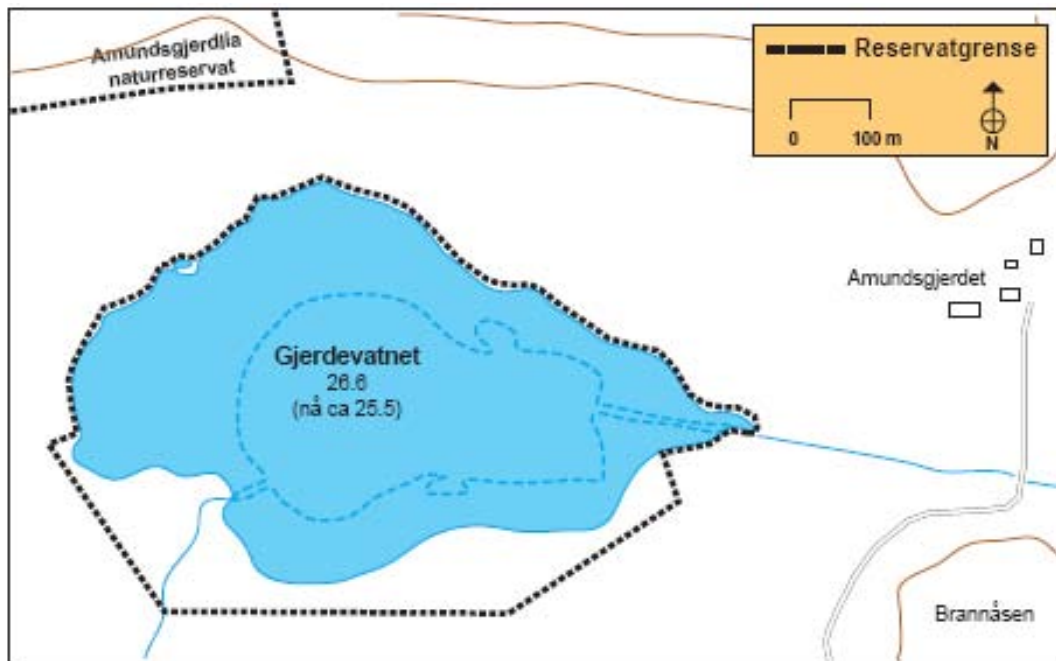 Amundsgjerdlia
naturreservat
Reservatgrense
0 100 m
N
Amundsgjerdet
Gjerdevatnet
26.6
(nå ca 25.5)
Brannåsen